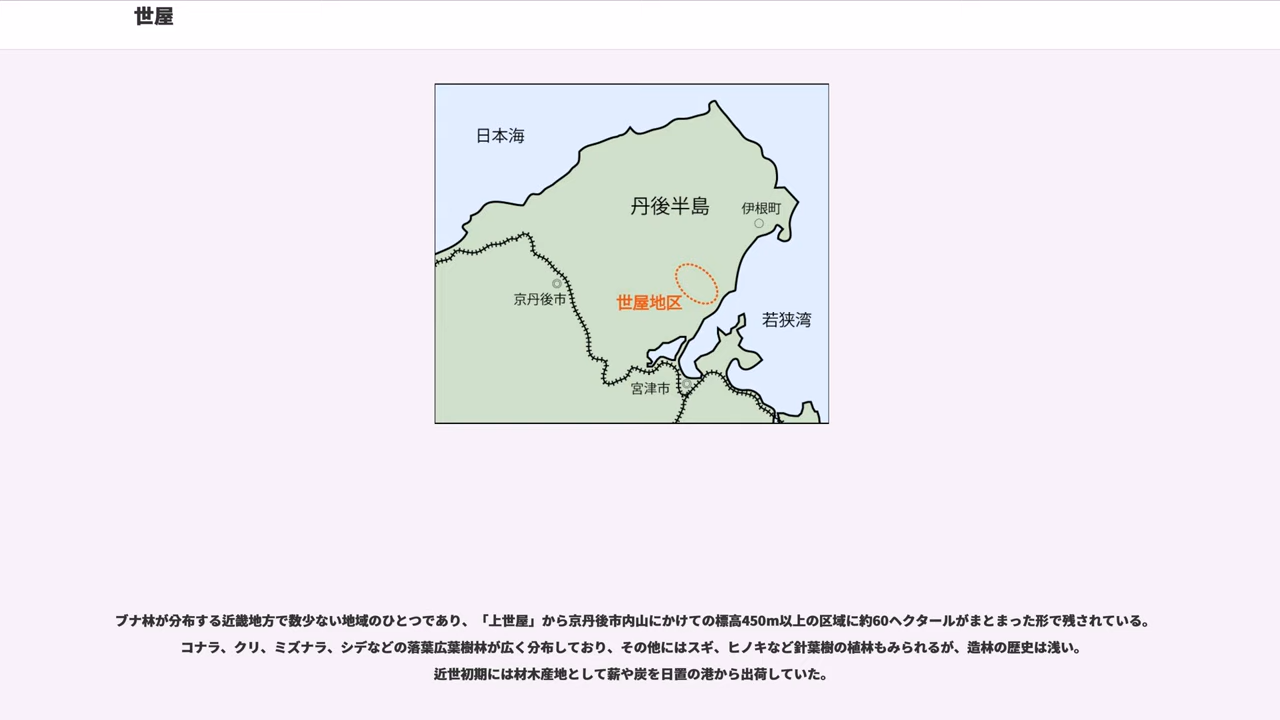 世屋
日本海
丹後半島
伊根町
京丹後市
世屋地区
若狭湾
宮津市
ブナ林が分布する近畿地方で数少ない地域のひとつであり、「上世屋」から京丹後市内山にかけての標高450m以上の区域に約60ヘクタールがまとまった形で残されている。
コナラ、クリ、ミズナラ、シデなどの落葉広葉樹林が広く分布しており、その他にはスギ、ヒノキなど針葉樹の植林もみられるが、造林の歴史は浅い。
近世初期には材木産地として薪や炭を日置の港から出荷していた。